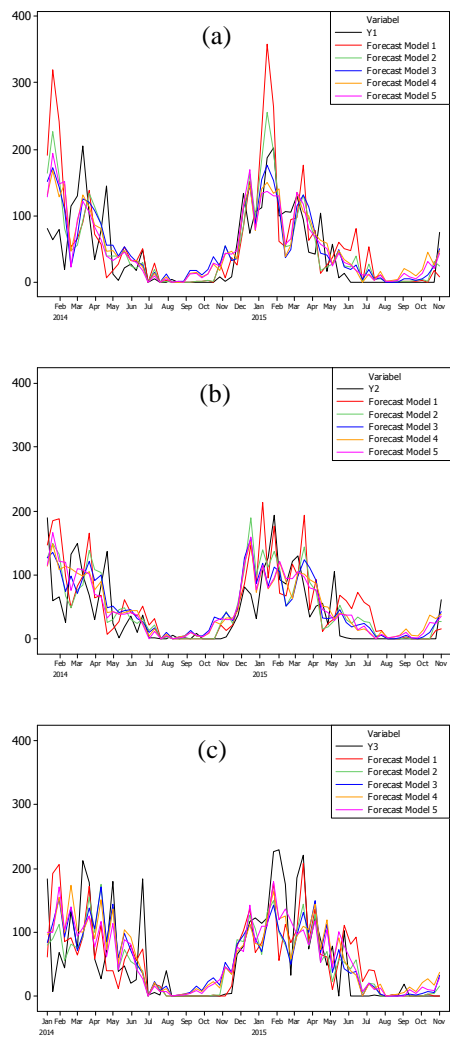 (a)
Variabel
Y1
Forecast Model 1
Forecast Model 2
Forecast Model 3
Forecast Model 4
Forecast Model 5
400
300
200
100
0
Feb Mar Apr May Jun Jul Aug Sep Oct Nov Dec Jan Feb Mar Apr May Jun Jul Aug Sep Oct Nov
2014 2015
(b)
Variabel
Y2
Forecast Model 1
Forecast Model 2
Forecast Model 3
Forecast Model 4
Forecast Model 5
400
300
200
100
0
Feb Mar Apr May Jun Jul Aug Sep Oct Nov Dec Jan Feb Mar Apr May Jun Jul Aug Sep Oct Nov
2014 2015
(c)
Variabel
Y3
Forecast Model 1
Forecast Model 2
Forecast Model 3
Forecast Model 4
Forecast Model 5
400
300
200
100
0
Jan Feb Mar Apr May Jun Jul Aug Sep Oct Nov Dec Jan Feb Mar Apr May Jun Jul Aug Sep Oct Nov
2014 2015